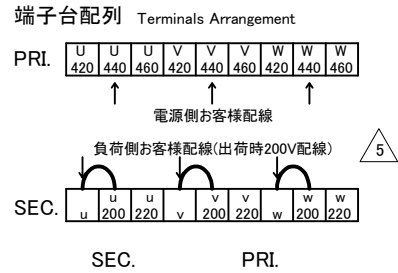 端子台配列 Terminals Arrangement
PRI. U 420 U 440 U 460 V 420 V 440 V 460 W 420 W 440 W 460
電源側お客様配線
負荷側お客様配線(出荷時200V配線) 5
SEC. u u 200 u 220 v v 200 v 220 w w 200 w 220
SEC. PRI.